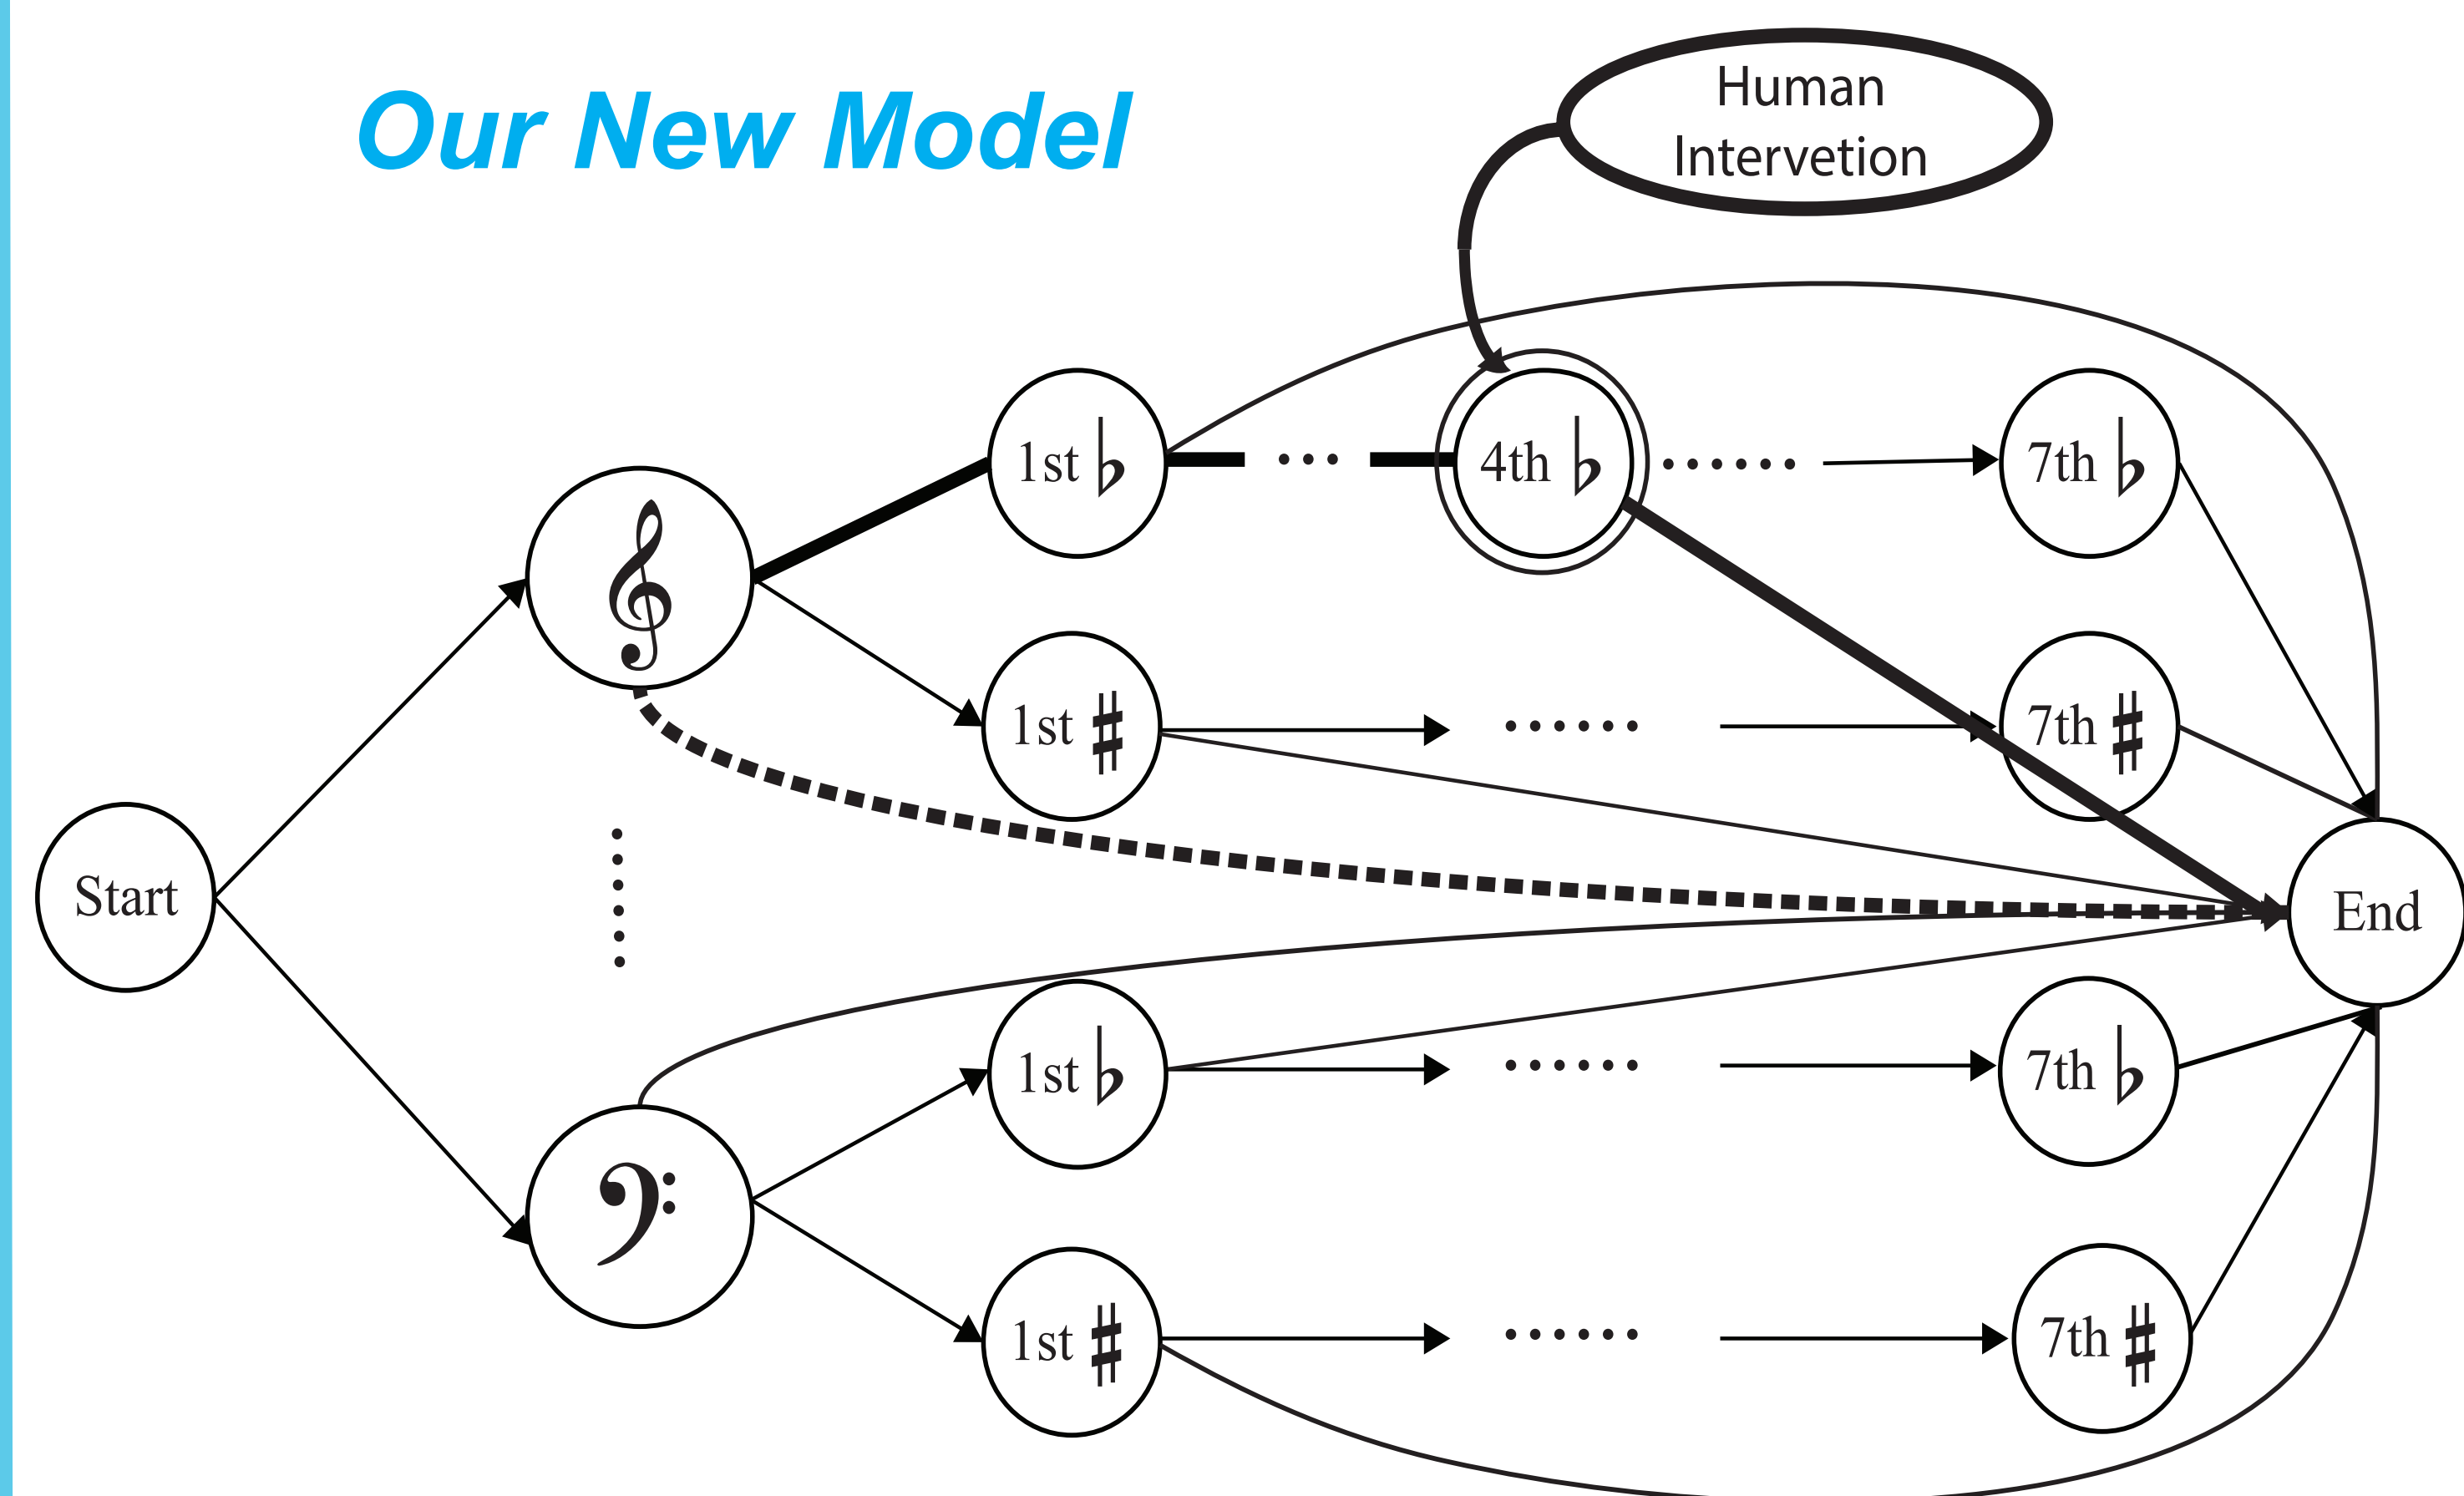 Our New Model
Human
Intervetion
1st ♭
4th ♭
7th ♭
1st ♯
7th ♯
Start
End
1st ♭
7th ♭
1st ♯
7th ♯